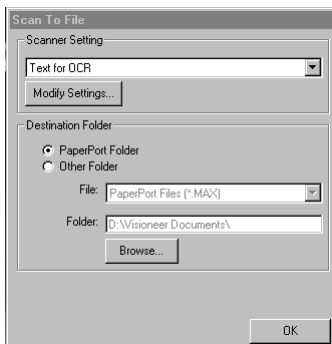 Scan To File
Scanner Setting
Text for OCR
Modify Settings...
Destination Folder
PaperPort Folder
Other Folder
File: PaperPort Files (*.MAX)
Folder: D:\Visioneer Documents\
Browse...
OK